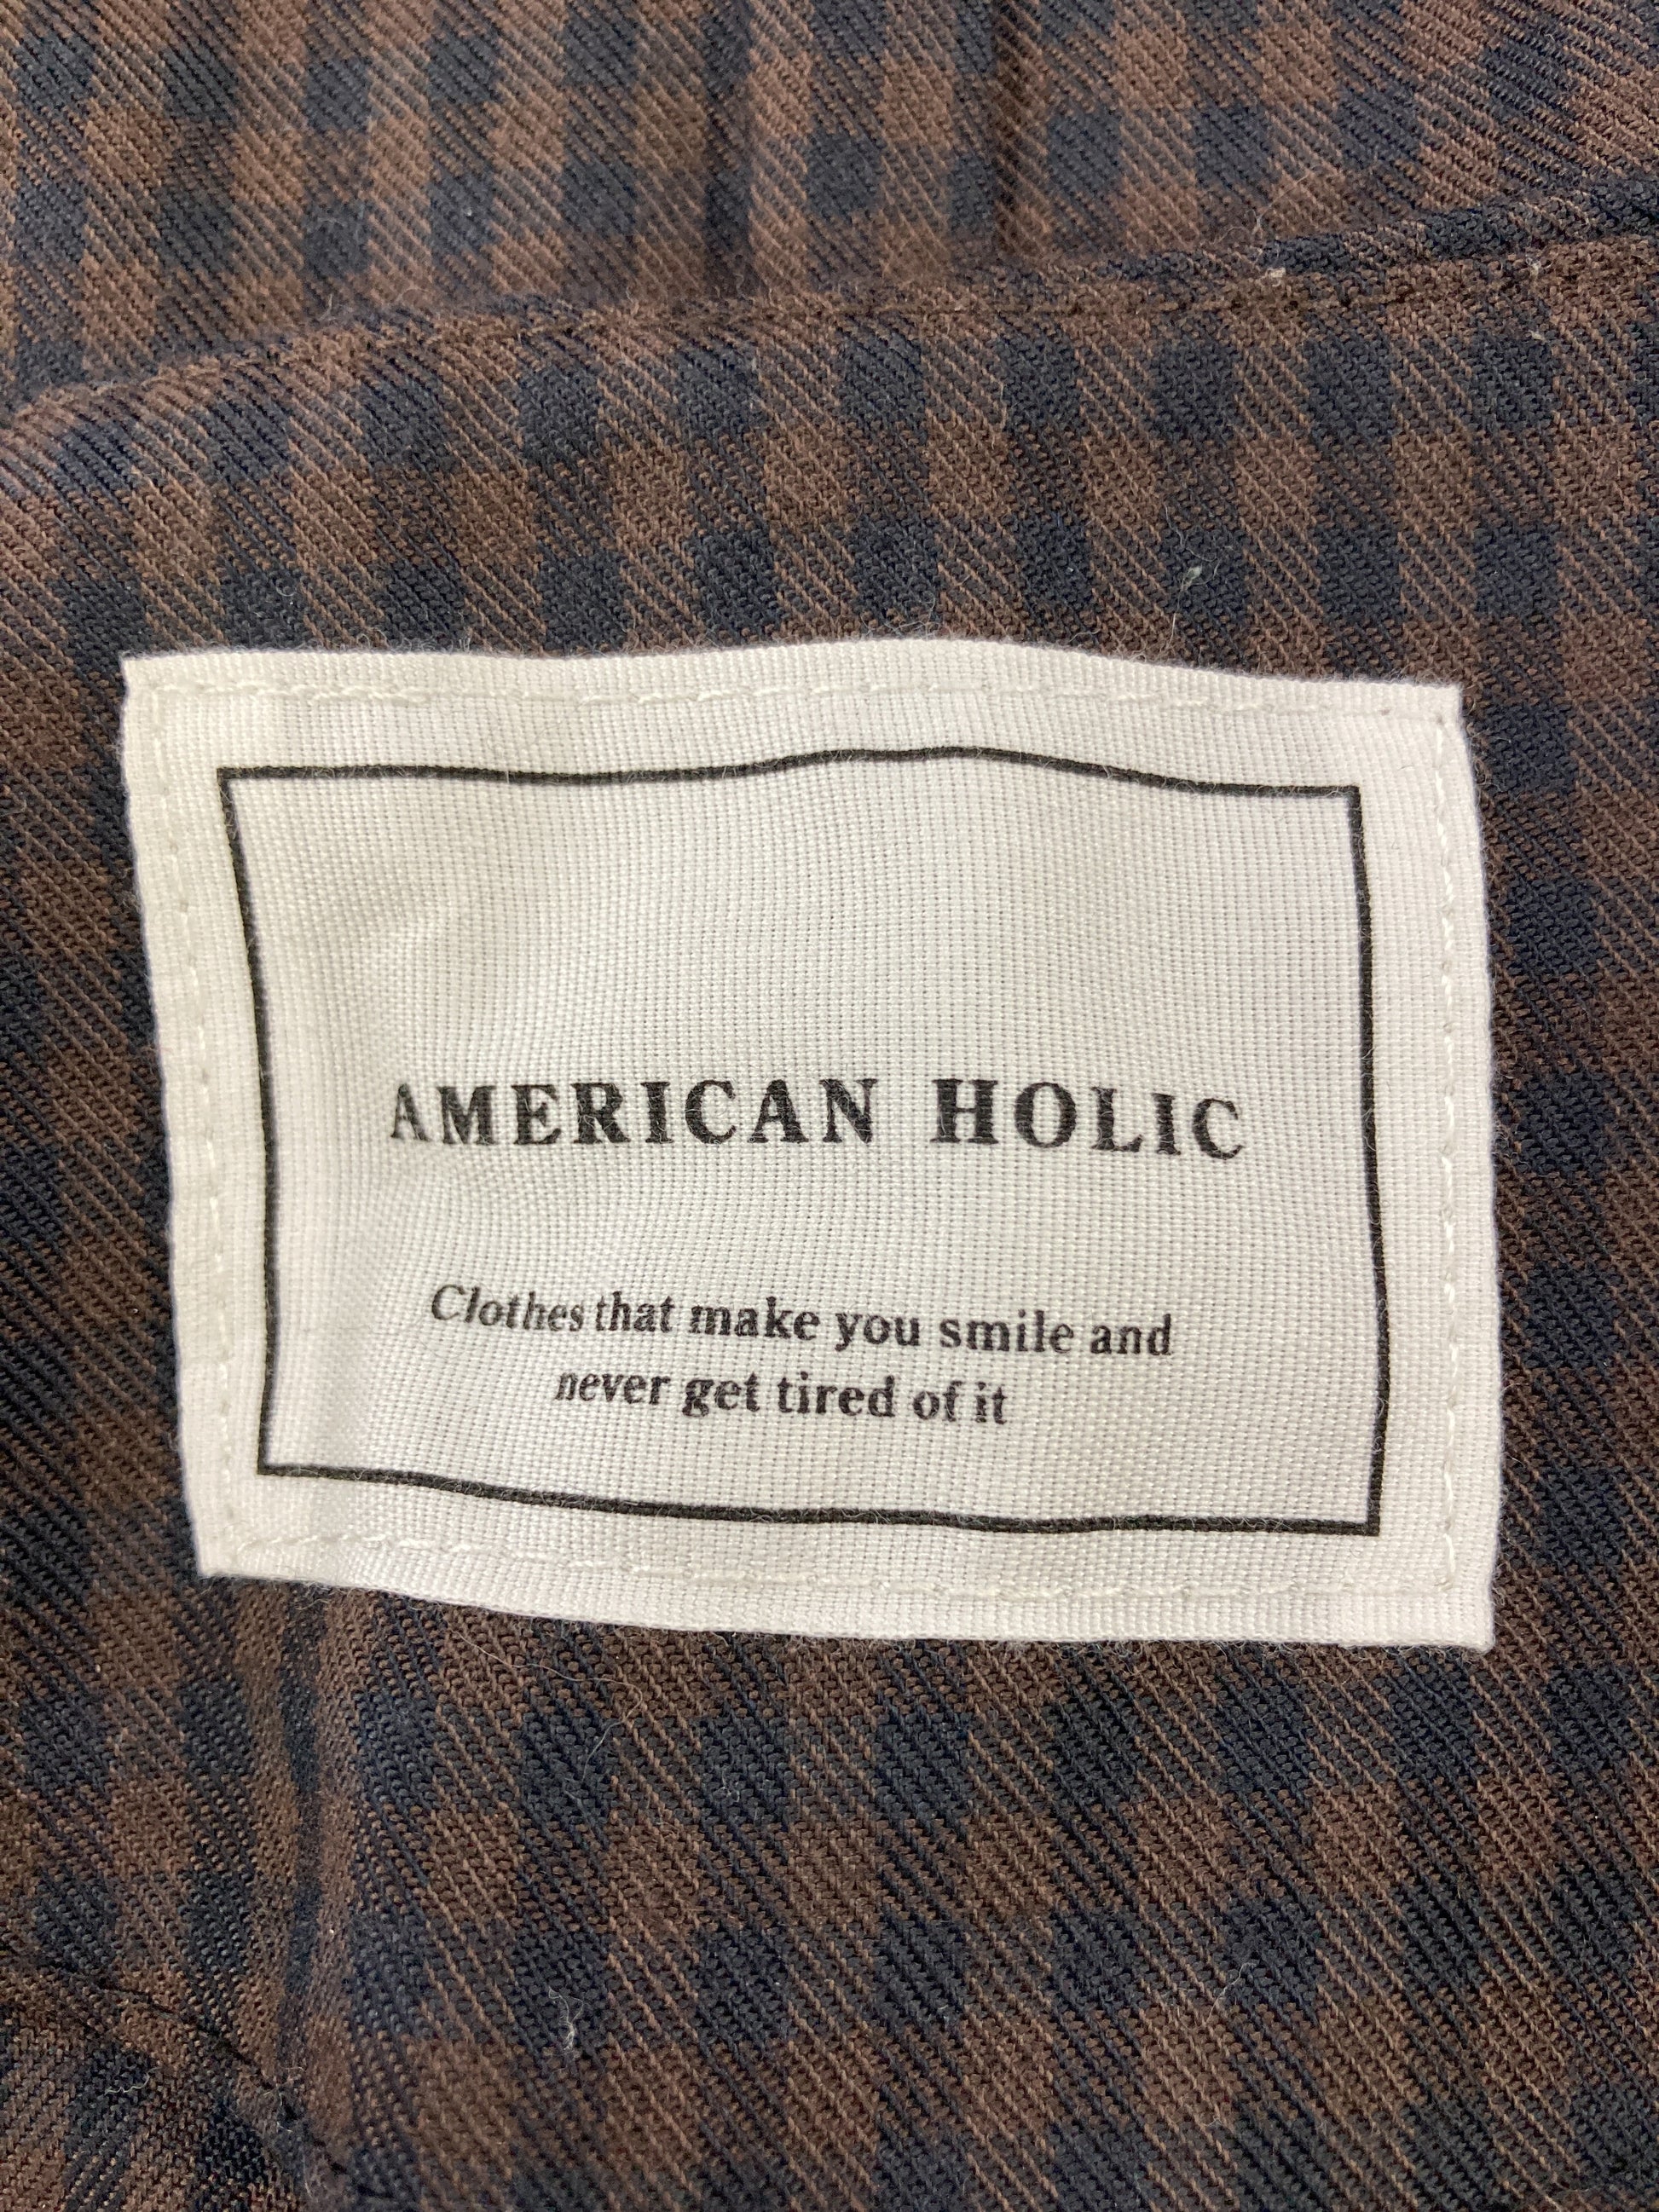 AMERICAN HOLIC
Clothes that make you smile and
never get tired of it